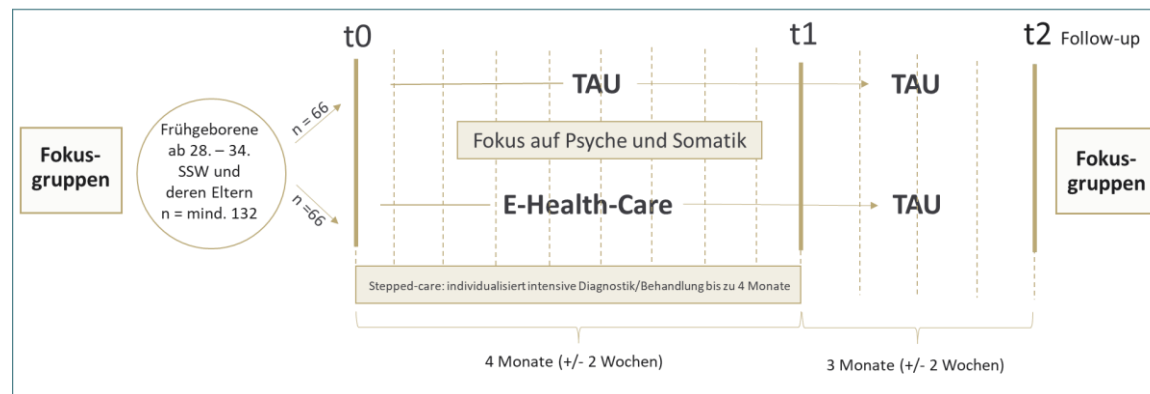 t0
t1
t2 Follow-up
TAU
TAU
n = 66
Fokus-
gruppen
Frühgeborene
ab 28. – 34.
SSW und
deren Eltern
n = mind. 132
Fokus auf Psyche und Somatik
Fokus-
gruppen
n =66
E-Health-Care
TAU
Stepped-care: individualisiert intensive Diagnostik/Behandlung bis zu 4 Monate
4 Monate (+/- 2 Wochen)
3 Monate (+/- 2 Wochen)